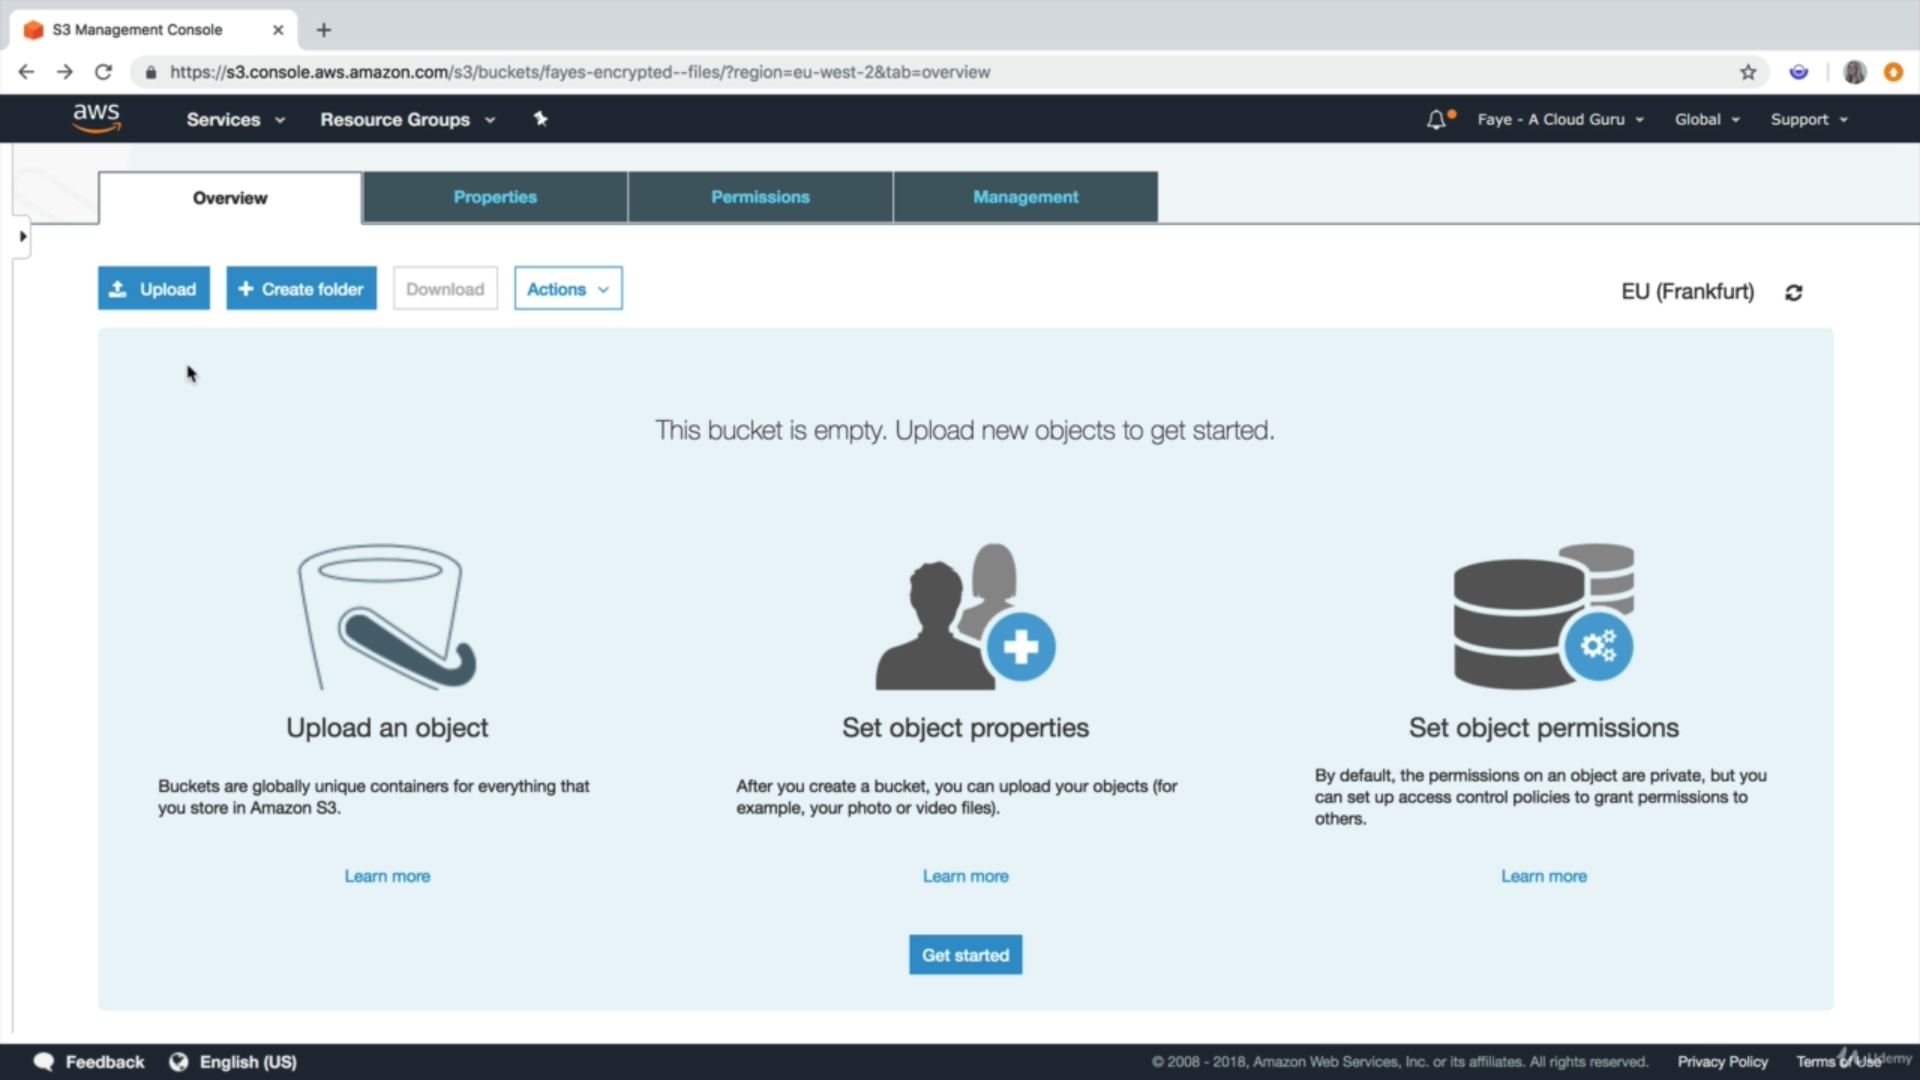 S3 Management Console
https://s3.console.aws.amazon.com/s3/buckets/fayes-encrypted--files/?region=eu-west-2&tab=overview
aws Services Resource Groups Faye - A Cloud Guru Global Support
Overview Properties Permissions Management
Upload Create folder Download Actions EU (Frankfurt)
This bucket is empty. Upload new objects to get started.
Upload an object
Buckets are globally unique containers for everything that
you store in Amazon S3.
Learn more
Set object properties
After you create a bucket, you can upload your objects (for
example, your photo or video files).
Learn more
Set object permissions
By default, the permissions on an object are private, but you
can set up access control policies to grant permissions to
others.
Learn more
Get started
Feedback English (US) © 2008 - 2018, Amazon Web Services, Inc. or its affiliates. All rights reserved. Privacy Policy Terms of Use
Udemy